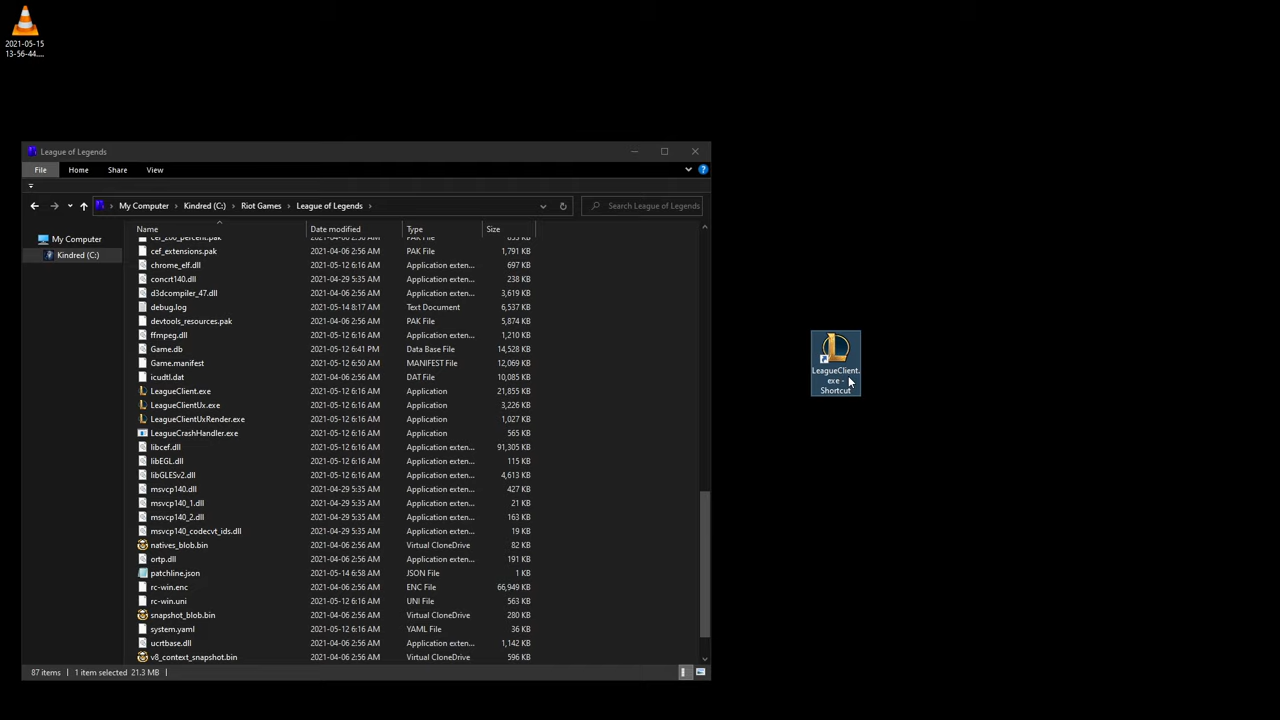 2021-05-15
13-56-44....
League of Legends
File Home Share View
My Computer > Kindred (C:) > Riot Games > League of Legends >
Search League of Legends
My Computer
Kindred (C:)
Name Date modified Type Size
cef_200_percent.pak 2021-04-06 2:56 AM PAK File 853 KB
cef_extensions.pak 2021-04-06 2:56 AM PAK File 1,791 KB
chrome_elf.dll 2021-05-12 6:16 AM Application exten... 697 KB
concrt140.dll 2021-04-29 5:35 AM Application exten... 238 KB
d3dcompiler_47.dll 2021-04-06 2:56 AM Application exten... 3,619 KB
debug.log 2021-05-14 8:17 AM Text Document 6,537 KB
devtools_resources.pak 2021-04-06 2:56 AM PAK File 5,874 KB
ffmpeg.dll 2021-05-12 6:16 AM Application exten... 1,210 KB
Game.db 2021-05-12 6:41 PM Data Base File 14,528 KB
Game.manifest 2021-05-12 6:50 AM MANIFEST File 12,069 KB
icudtl.dat 2021-04-06 2:56 AM DAT File 10,085 KB
LeagueClient.exe 2021-05-12 6:16 AM Application 21,855 KB
LeagueClientUx.exe 2021-05-12 6:16 AM Application 3,226 KB
LeagueClientUxRender.exe 2021-05-12 6:16 AM Application 1,027 KB
LeagueCrashHandler.exe 2021-05-12 6:16 AM Application 565 KB
libcef.dll 2021-05-12 6:16 AM Application exten... 91,305 KB
libEGL.dll 2021-05-12 6:16 AM Application exten... 115 KB
libGLESv2.dll 2021-05-12 6:16 AM Application exten... 4,613 KB
msvcp140.dll 2021-04-29 5:35 AM Application exten... 427 KB
msvcp140_1.dll 2021-04-29 5:35 AM Application exten... 21 KB
msvcp140_2.dll 2021-04-29 5:35 AM Application exten... 163 KB
msvcp140_codecvt_ids.dll 2021-04-29 5:35 AM Application exten... 19 KB
natives_blob.bin 2021-04-06 2:56 AM Virtual CloneDrive 82 KB
ortp.dll 2021-04-06 2:56 AM Application exten... 191 KB
patchline.json 2021-05-14 6:58 AM JSON File 1 KB
rc-win.enc 2021-04-06 2:56 AM ENC File 66,949 KB
rc-win.uni 2021-05-12 6:16 AM UNI File 563 KB
snapshot_blob.bin 2021-04-06 2:56 AM Virtual CloneDrive 280 KB
system.yaml 2021-05-12 6:16 AM YAML File 36 KB
ucrtbase.dll 2021-04-06 2:56 AM Application exten... 1,142 KB
v8_context_snapshot.bin 2021-04-06 2:56 AM Virtual CloneDrive 596 KB
87 items 1 item selected 21.3 MB
LeagueClient.
exe -
Shortcut